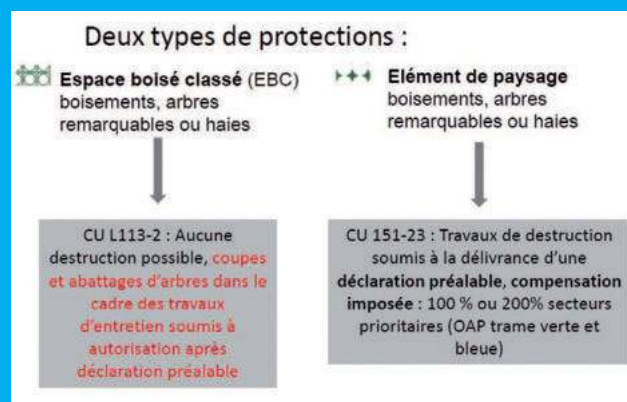 Deux types de protections :
Espace boisé classé (EBC)
boisements, arbres
remarquables ou haies
Elément de paysage
boisements, arbres
remarquables ou haies
CU L113-2 : Aucune
destruction possible, coupes
et abattages d'arbres dans le
cadre des travaux
d'entretien soumis à
autorisation après
déclaration préalable
CU 151-23 : Travaux de destruction
soumis à la délivrance d'une
déclaration préalable, compensation
imposée : 100 % ou 200% secteurs
prioritaires (OAP trame verte et
bleue)